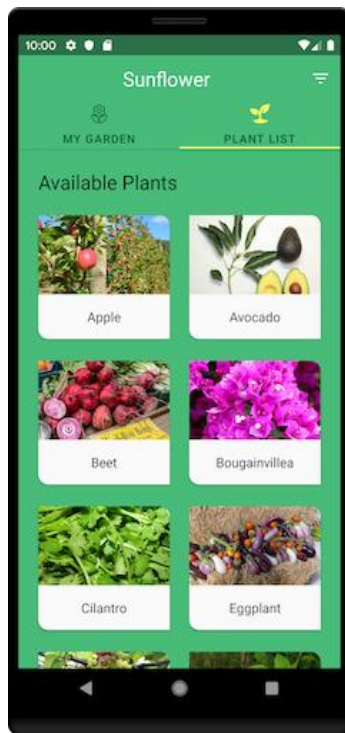 10:00
Sunflower
MY GARDEN PLANT LIST
Available Plants
Apple Avocado
Beet Bougainvillea
Cilantro Eggplant